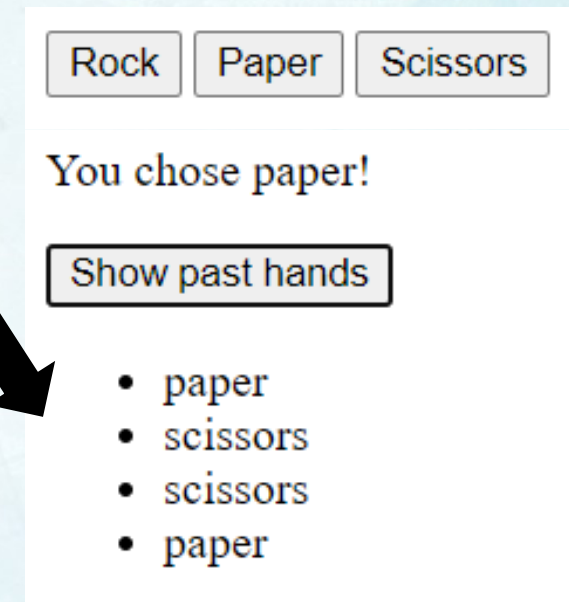 Rock Paper Scissors
You chose paper!
Show past hands
paper
scissors
scissors
paper